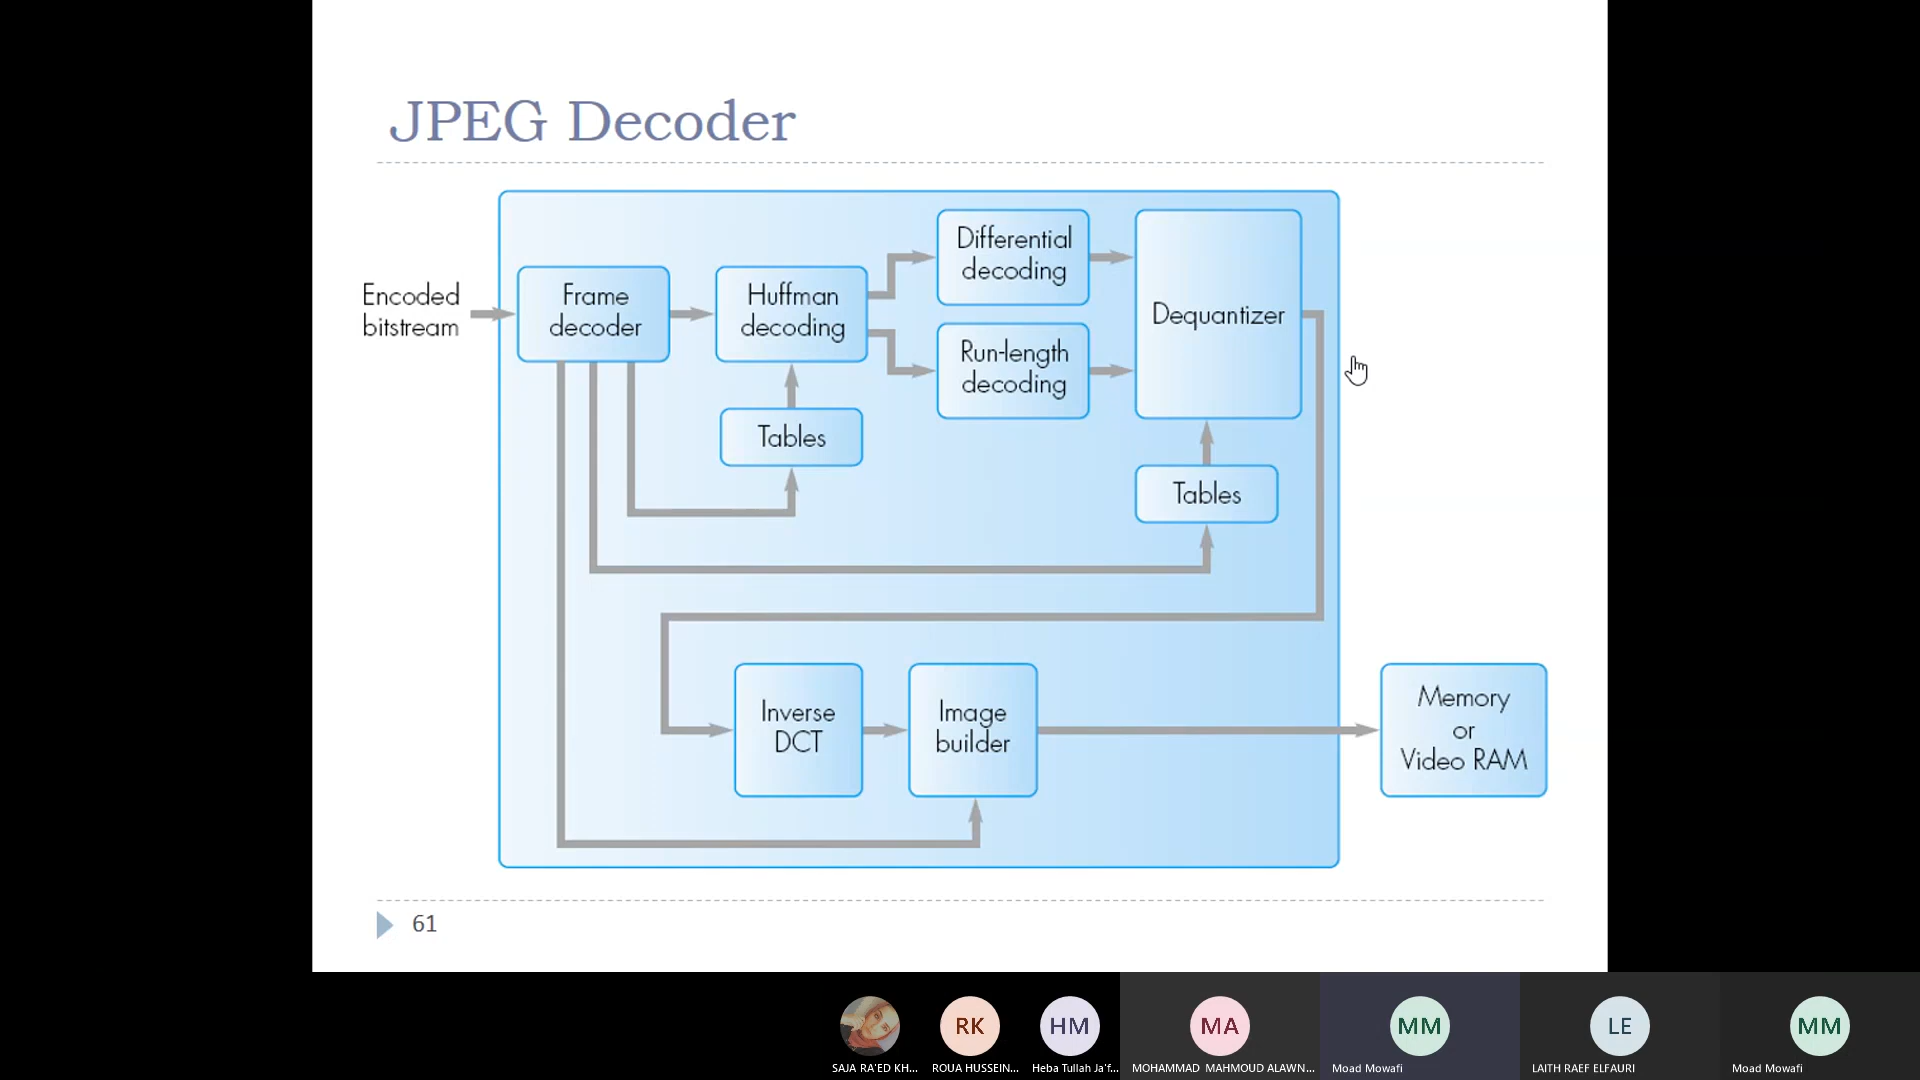 JPEG Decoder
Encoded
bitstream
Frame
decoder
Huffman
decoding
Differential
decoding
Run-length
decoding
Dequantizer
Tables
Tables
Inverse
DCT
Image
builder
Memory
or
Video RAM
61
RK
HM
MA
MM
LE
MM
SAJA RA'ED KH...
ROUA HUSSEIN...
Heba Tullah Ja'f...
MOHAMMAD MAHMOUD ALAWN...
Moad Mowafi
LAITH RAEF ELFAURI
Moad Mowafi